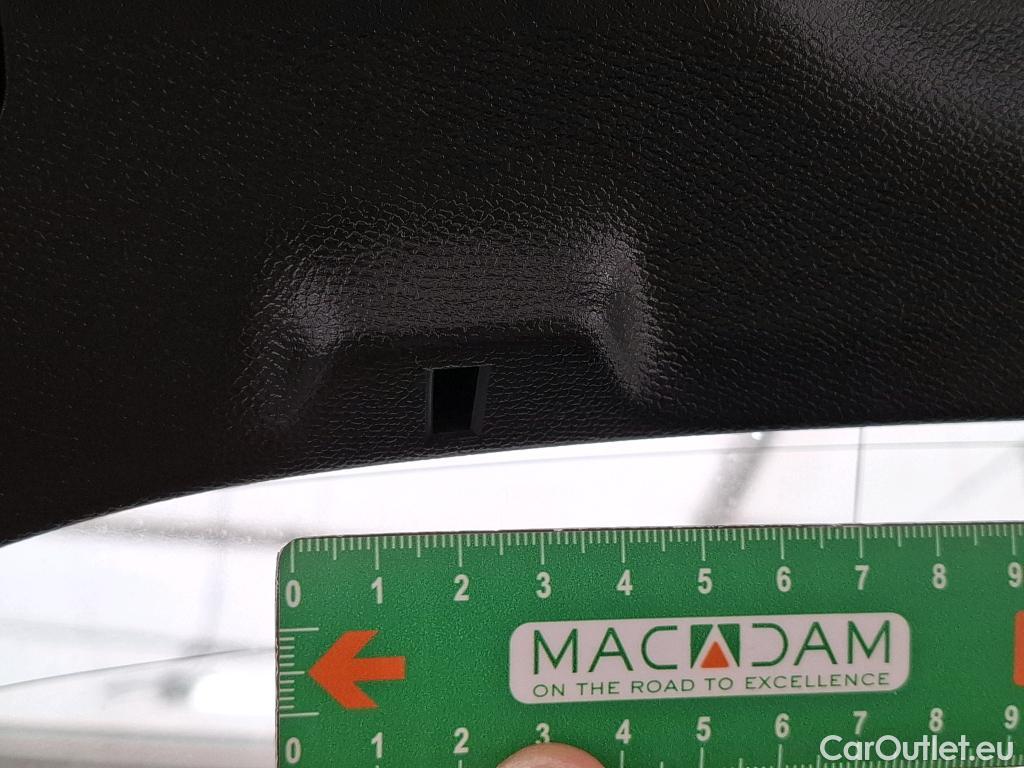 0 1 2 3 4 5 6 7 8 9
MACADAM
ON THE ROAD TO EXCELLENCE
0 1 2 3 4 5 6 7 8 9
CarOutlet.eu